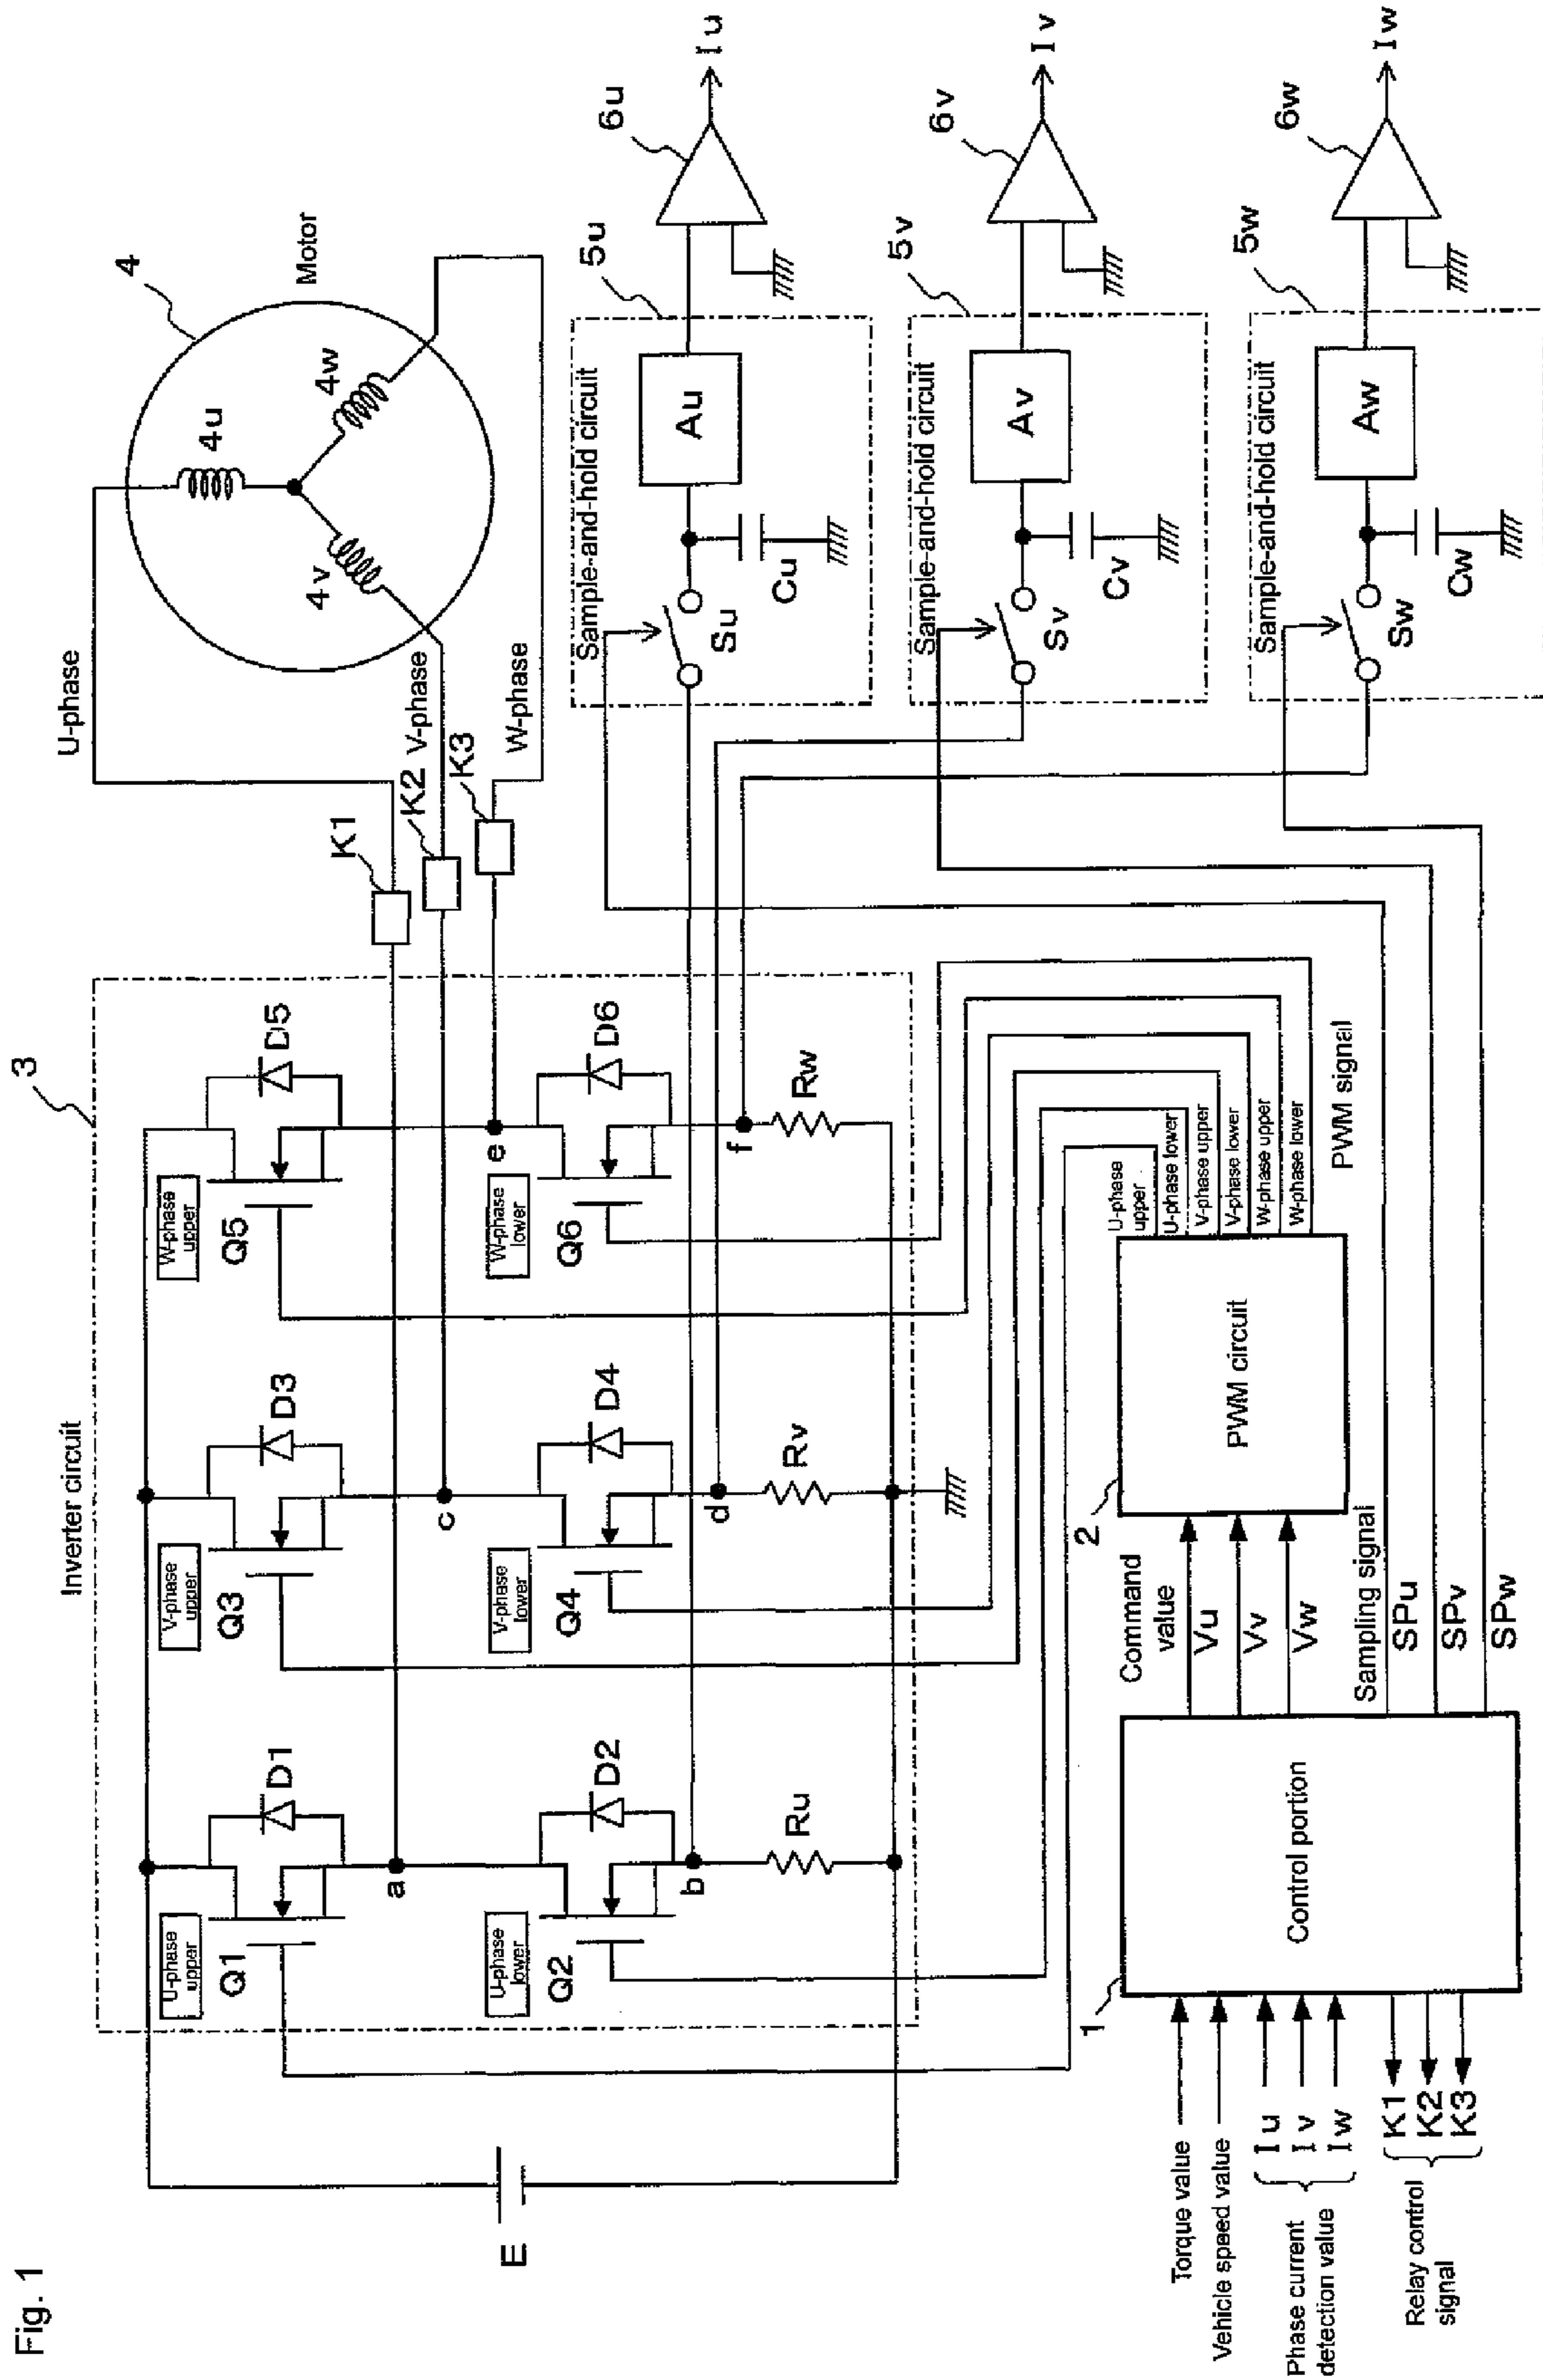 Fig. 1
Inverter circuit
3
E
U-phase
upper
Q1
D1
V-phase
upper
Q3
D3
W-phase
upper
Q5
D5
a
c
e
U-phase
lower
Q2
D2
V-phase
lower
Q4
D4
W-phase
lower
Q6
D6
b
d
f
Ru
Rv
Rw
K1
K2
K3
U-phase
V-phase
W-phase
4
Motor
4u
4v
4w
Sample-and-hold circuit
5u
Su
Cu
Au
6u
Iu
Sample-and-hold circuit
5v
Sv
Cv
Av
6v
Iv
Sample-and-hold circuit
5w
Sw
Cw
Aw
6w
Iw
Torque value
Vehicle speed value
Phase current
detection value
Iu
Iv
Iw
Relay control
signal
K1
K2
K3
1
Control portion
Command
value
Vu
Vv
Vw
Sampling signal
SPu
SPv
SPw
2
PWM circuit
U-phase
upper
U-phase lower
V-phase upper
V-phase lower
W-phase upper
W-phase lower
PWM signal